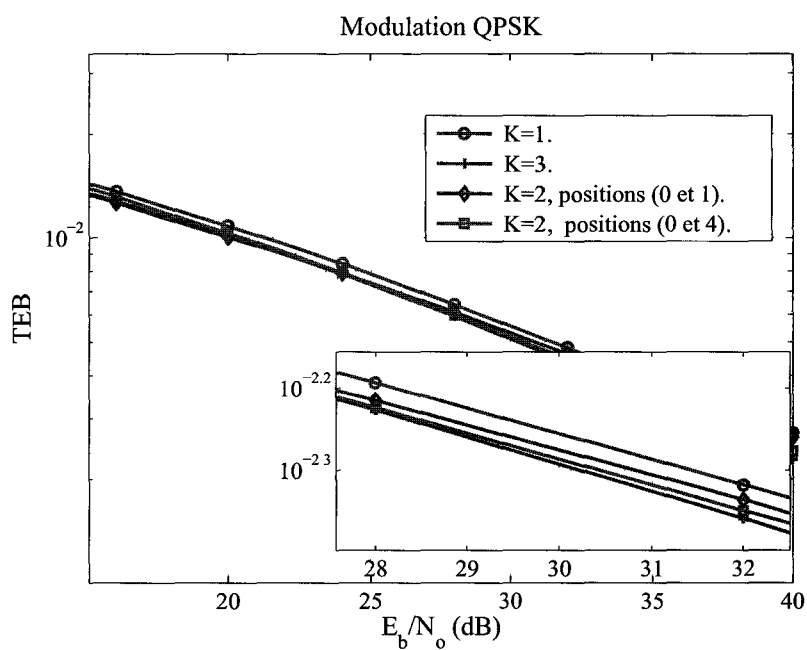 Modulation QPSK
K=1.
K=3.
K=2, positions (0 et 1).
K=2, positions (0 et 4).
TEB
10^{-2}
10^{-2.2}
10^{-2.3}
28 29 30 31 32
20 25 30 35 40
E_b/N_o (dB)